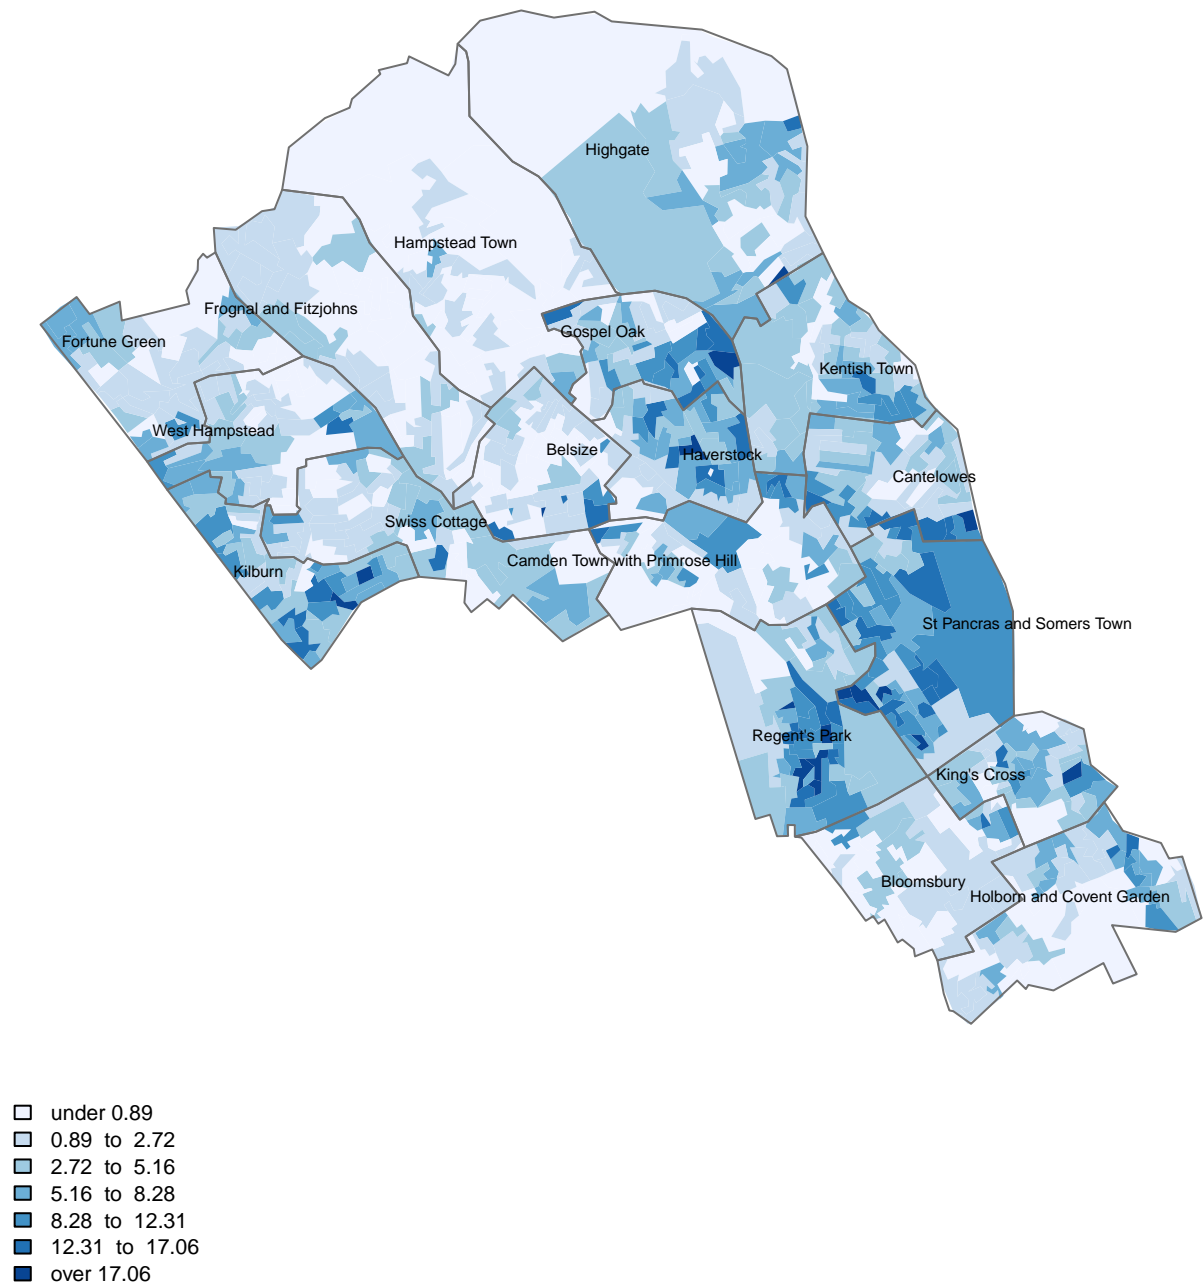 Highgate
Hampstead Town
Frognal and Fitzjohns
Gospel Oak
Fortune Green
Kentish Town
West Hampstead
Belsize
Haverstock
Cantelowes
Swiss Cottage
Camden Town with Primrose Hill
Kilburn
St Pancras and Somers Town
Regent's Park
King's Cross
Bloomsbury
Holborn and Covent Garden
under 0.89
0.89 to 2.72
2.72 to 5.16
5.16 to 8.28
8.28 to 12.31
12.31 to 17.06
over 17.06